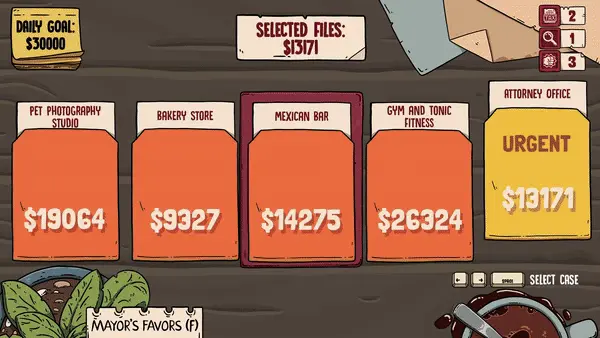 DAILY GOAL:
$30000
SELECTED FILES:
$13171
TAX
2
1
3
PET PHOTOGRAPHY
STUDIO
BAKERY STORE
MEXICAN BAR
GYM AND TONIC
FITNESS
ATTORNEY OFFICE
URGENT
$19064
$9327
$14275
$26324
$13171
SELECT CASE
MAYOR'S FAVORS (F)